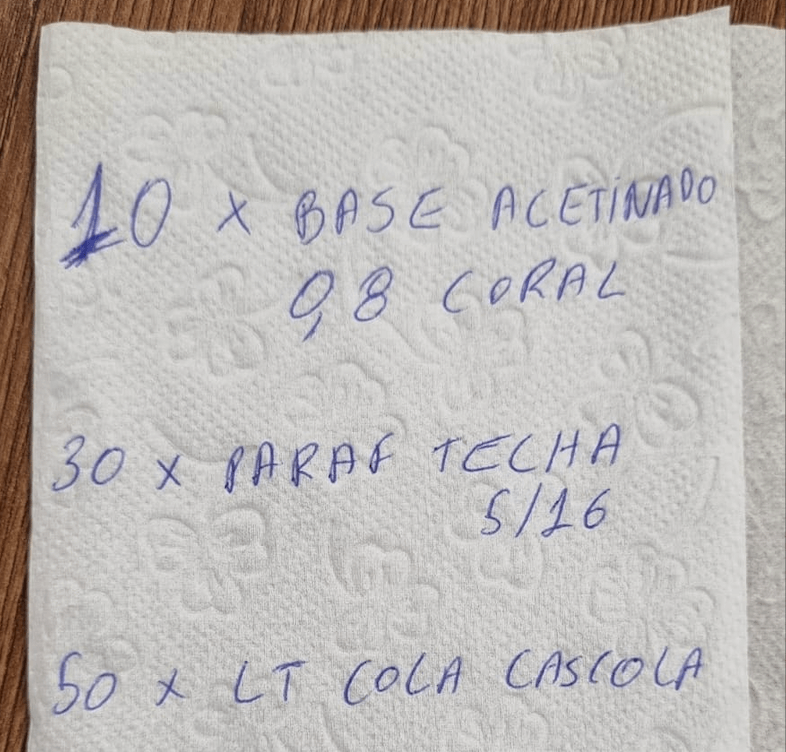 10 x BASE ACETINADO
0,8 CORAL
30 x PARAF TECHA
5/16
50 x LT COLA CASCOLA